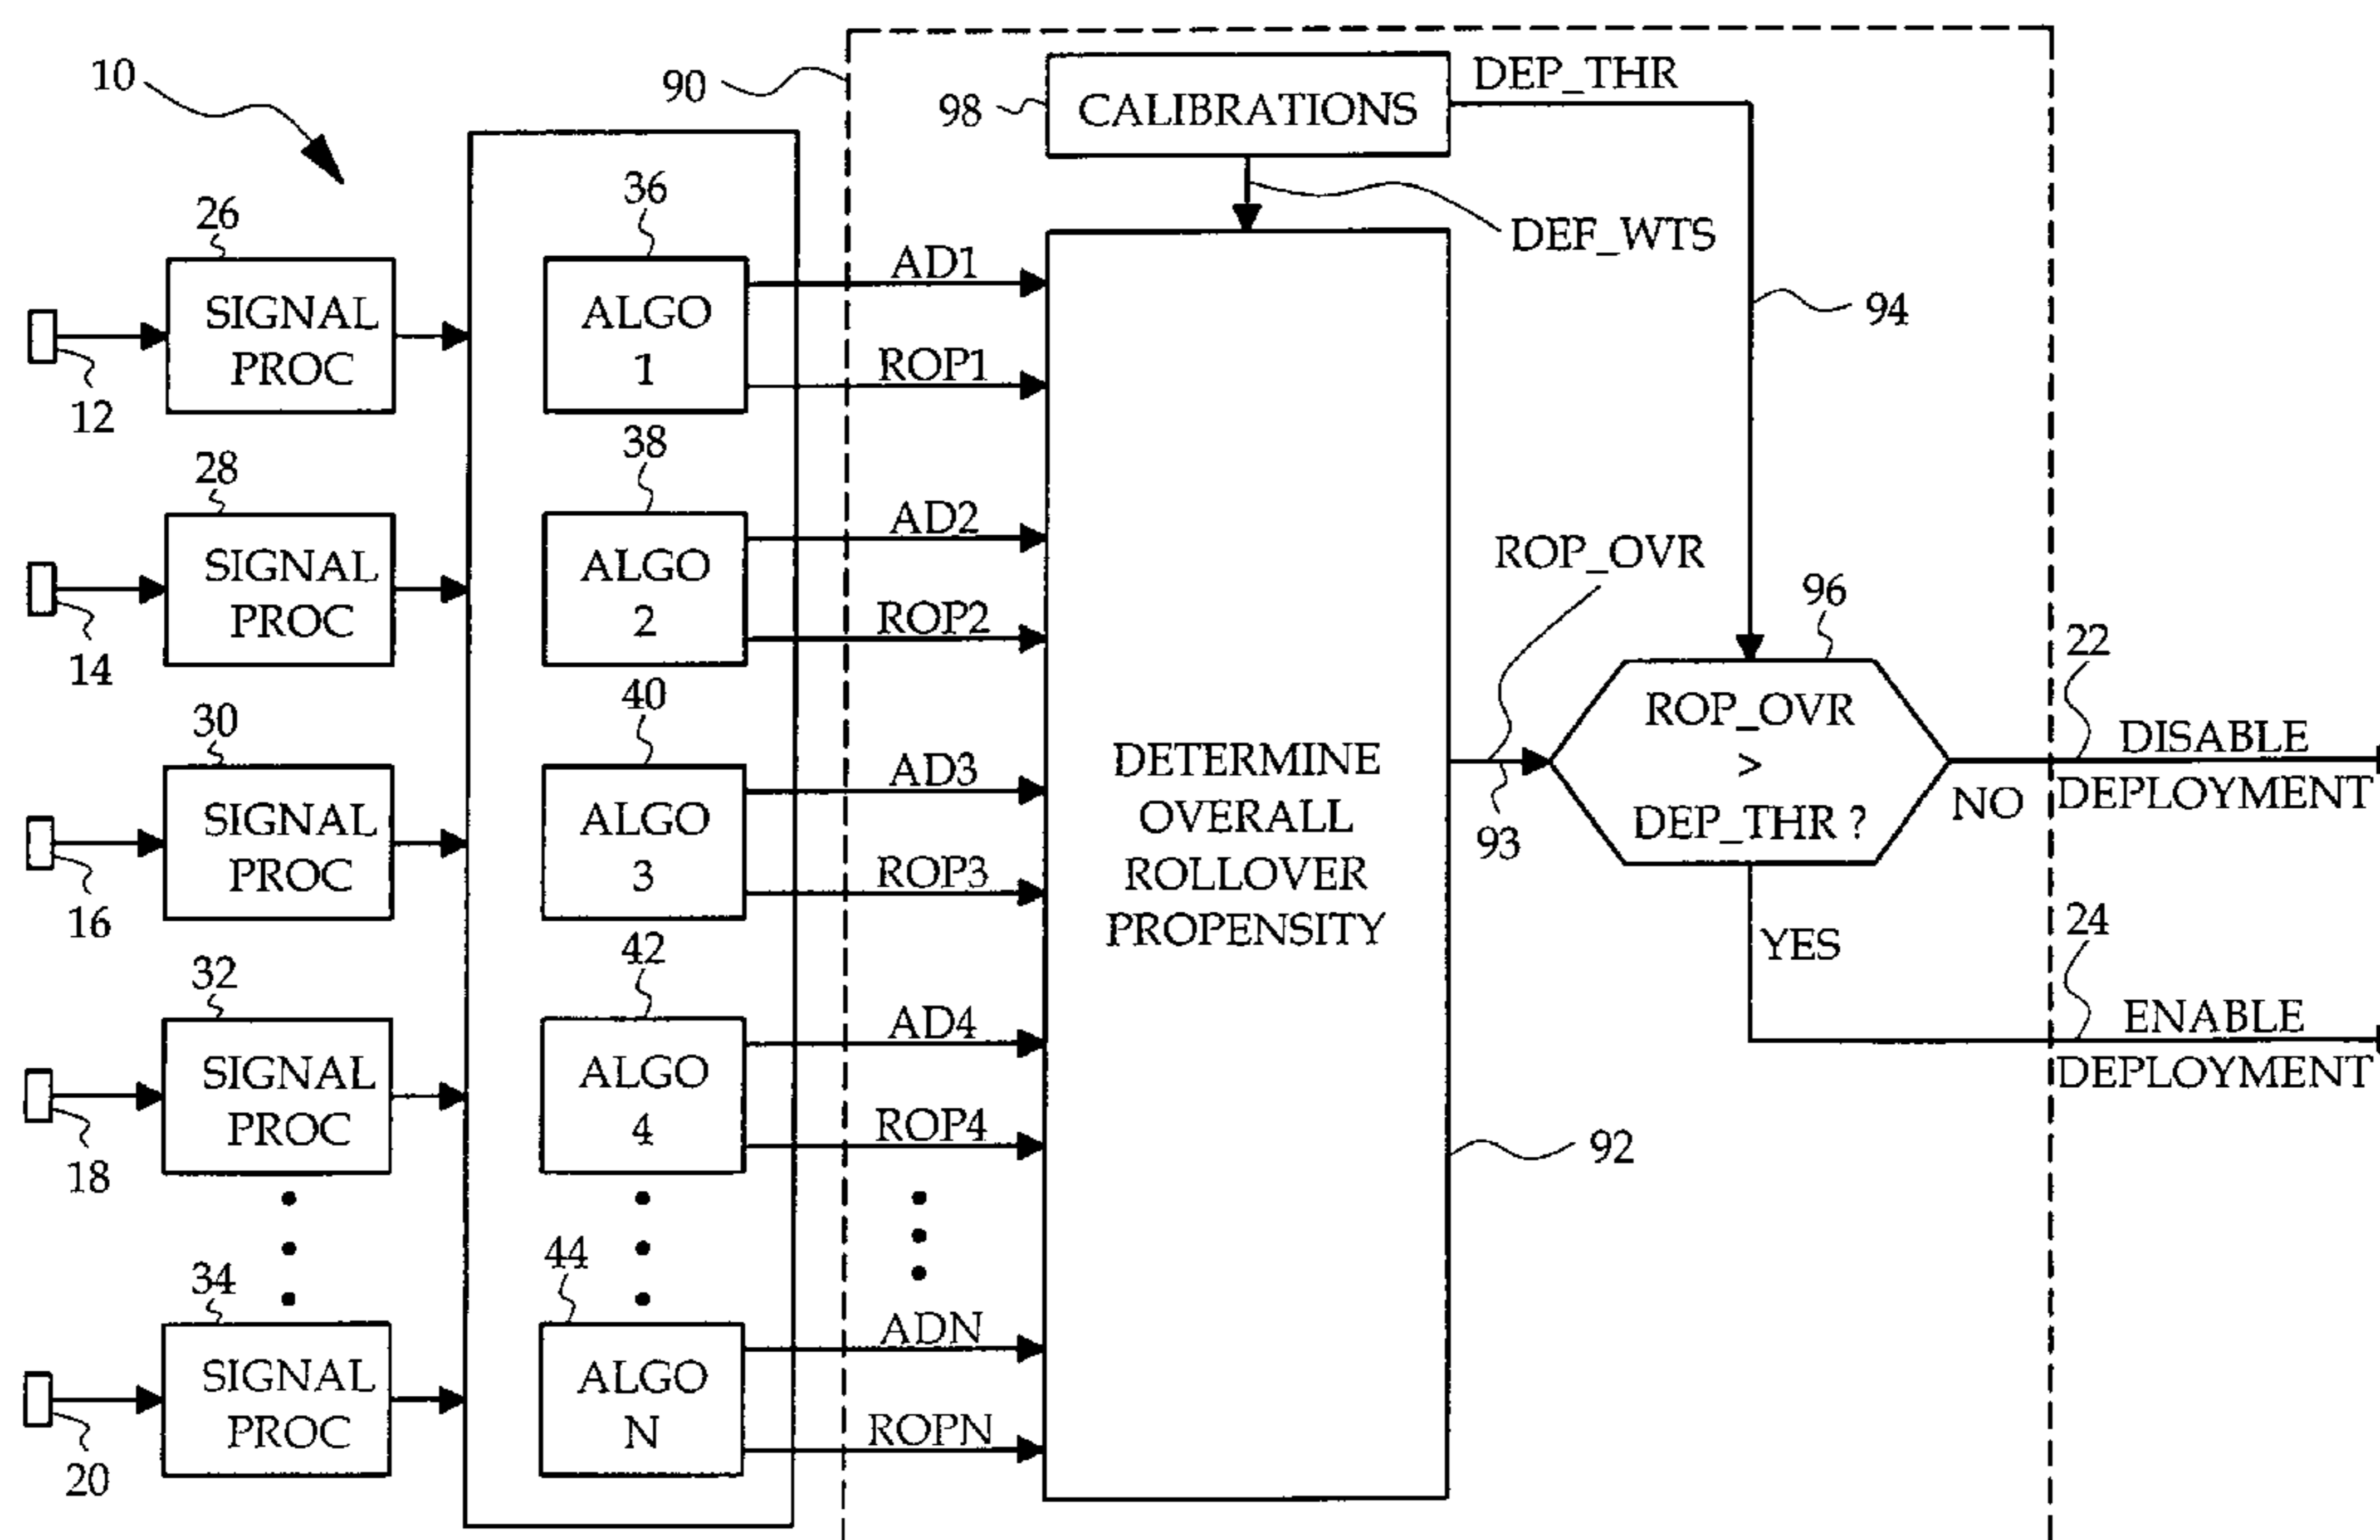 10
90
98
CALIBRATIONS
DEP_THR
DEF_WTS
94
26
SIGNAL
PROC
12
36
ALGO
1
AD1
ROP1
28
SIGNAL
PROC
14
38
ALGO
2
AD2
ROP2
30
SIGNAL
PROC
16
40
ALGO
3
AD3
ROP3
32
SIGNAL
PROC
18
42
ALGO
4
AD4
ROP4
34
SIGNAL
PROC
20
44
ALGO
N
ADN
ROPN
DETERMINE
OVERALL
ROLLOVER
PROPENSITY
92
ROP_OVR
93
96
ROP_OVR
>
DEP_THR ?
NO
22
DISABLE
DEPLOYMENT
YES
24
ENABLE
DEPLOYMENT